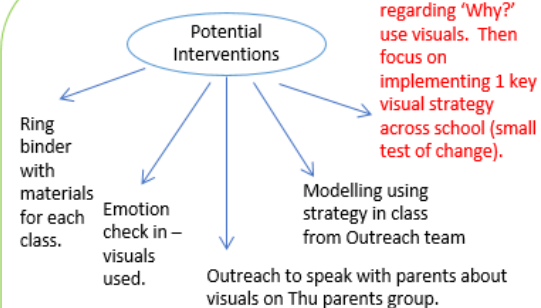 Potential
Interventions
regarding ‘Why?’
use visuals.  Then
focus on
implementing 1 key
visual strategy
across school (small
test of change).
Ring
binder
with
materials
for each
class.
Emotion
check in –
visuals
used.
Modelling using
strategy in class
from Outreach team
Outreach to speak with parents about
visuals on Thu parents group.